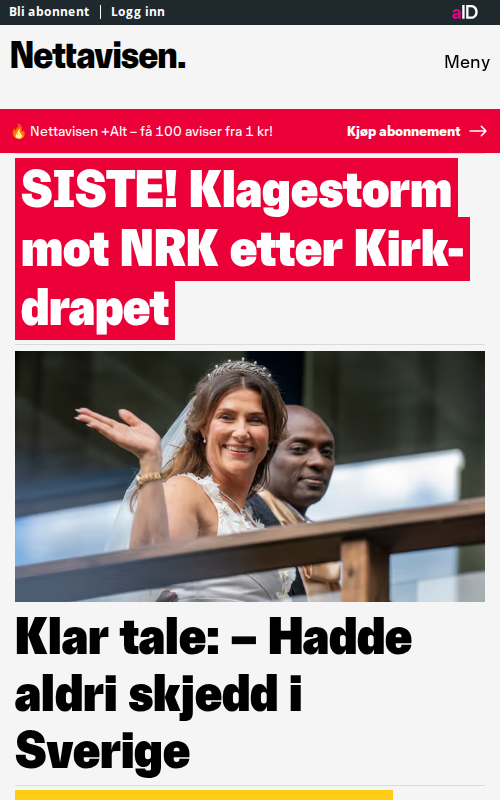 Bli abonnent
Logg inn
aID
Nettavisen.
Meny
🔥 Nettavisen +Alt – få 100 aviser fra 1 kr!
Kjøp abonnement →
SISTE! Klagestorm
mot NRK etter Kirk-
drapet
Klar tale: – Hadde
aldri skjedd i
Sverige